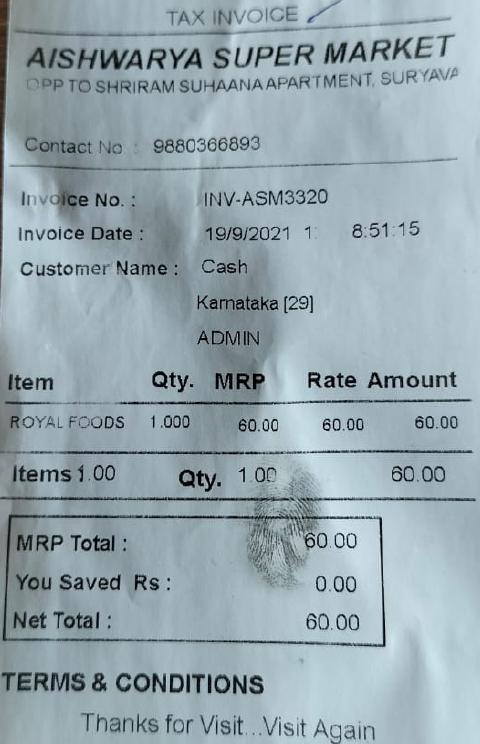 TAX INVOICE
AISHWARYA SUPER MARKET
OPP TO SHRIRAM SUHAANA APARTMENT, SURYAVA
Contact No : 9880366893
Invoice No. : INV-ASM3320
Invoice Date : 19/9/2021 1: 8:51:15
Customer Name : Cash
Karnataka [29]
ADMIN
Item Qty. MRP Rate Amount
ROYAL FOODS 1.000 60.00 60.00 60.00
Items 1.00 Qty. 1.00 60.00
MRP Total : 60.00
You Saved Rs : 0.00
Net Total : 60.00
TERMS & CONDITIONS
Thanks for Visit...Visit Again